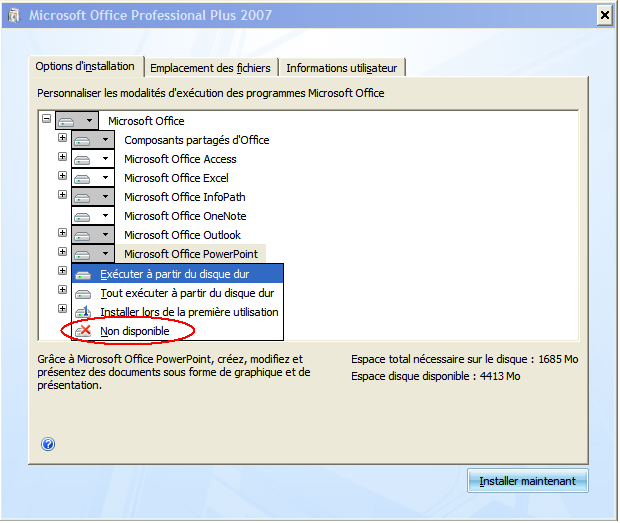 Microsoft Office Professional Plus 2007
Options d'installation
Emplacement des fichiers
Informations utilisateur
Personnaliser les modalités d'exécution des programmes Microsoft Office
Microsoft Office
Composants partagés d'Office
Microsoft Office Access
Microsoft Office Excel
Microsoft Office InfoPath
Microsoft Office OneNote
Microsoft Office Outlook
Microsoft Office PowerPoint
Exécuter à partir du disque dur
Tout exécuter à partir du disque dur
Installer lors de la première utilisation
Non disponible
Grâce à Microsoft Office PowerPoint, créez, modifiez et
présentez des documents sous forme de graphique et de
présentation.
Espace total nécessaire sur le disque : 1685 Mo
Espace disque disponible : 4413 Mo
Installer maintenant